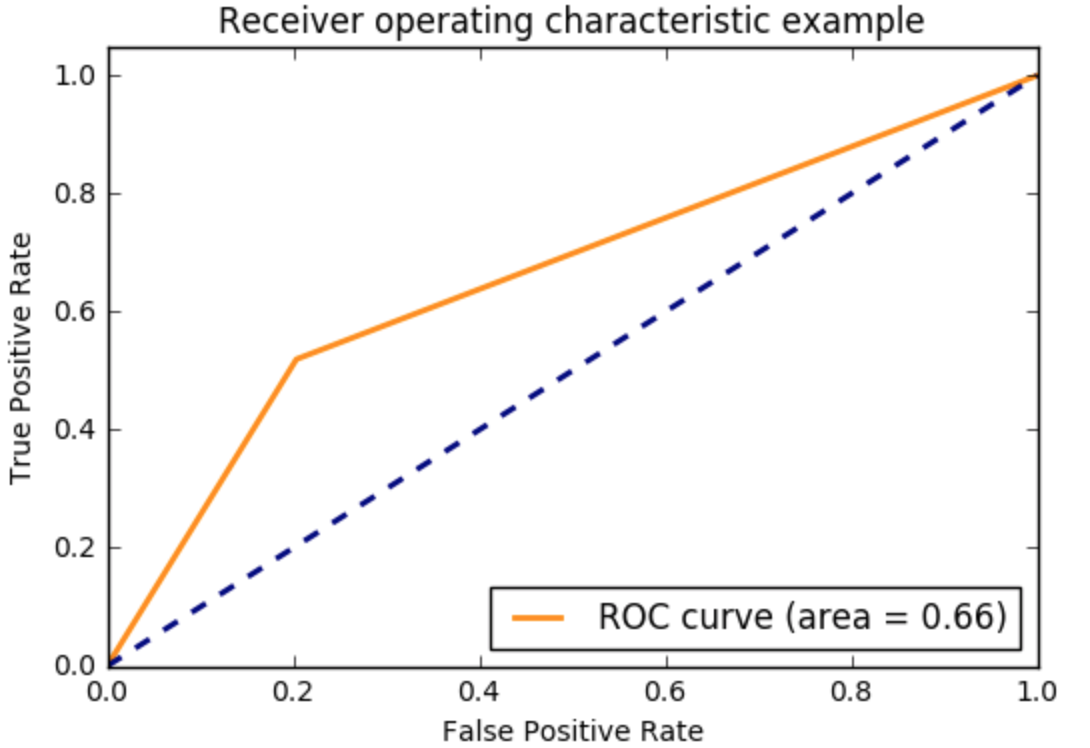 Receiver operating characteristic example
1.0
0.8
0.6
0.4
0.2
0.0
True Positive Rate
ROC curve (area = 0.66)
0.0 0.2 0.4 0.6 0.8 1.0
False Positive Rate